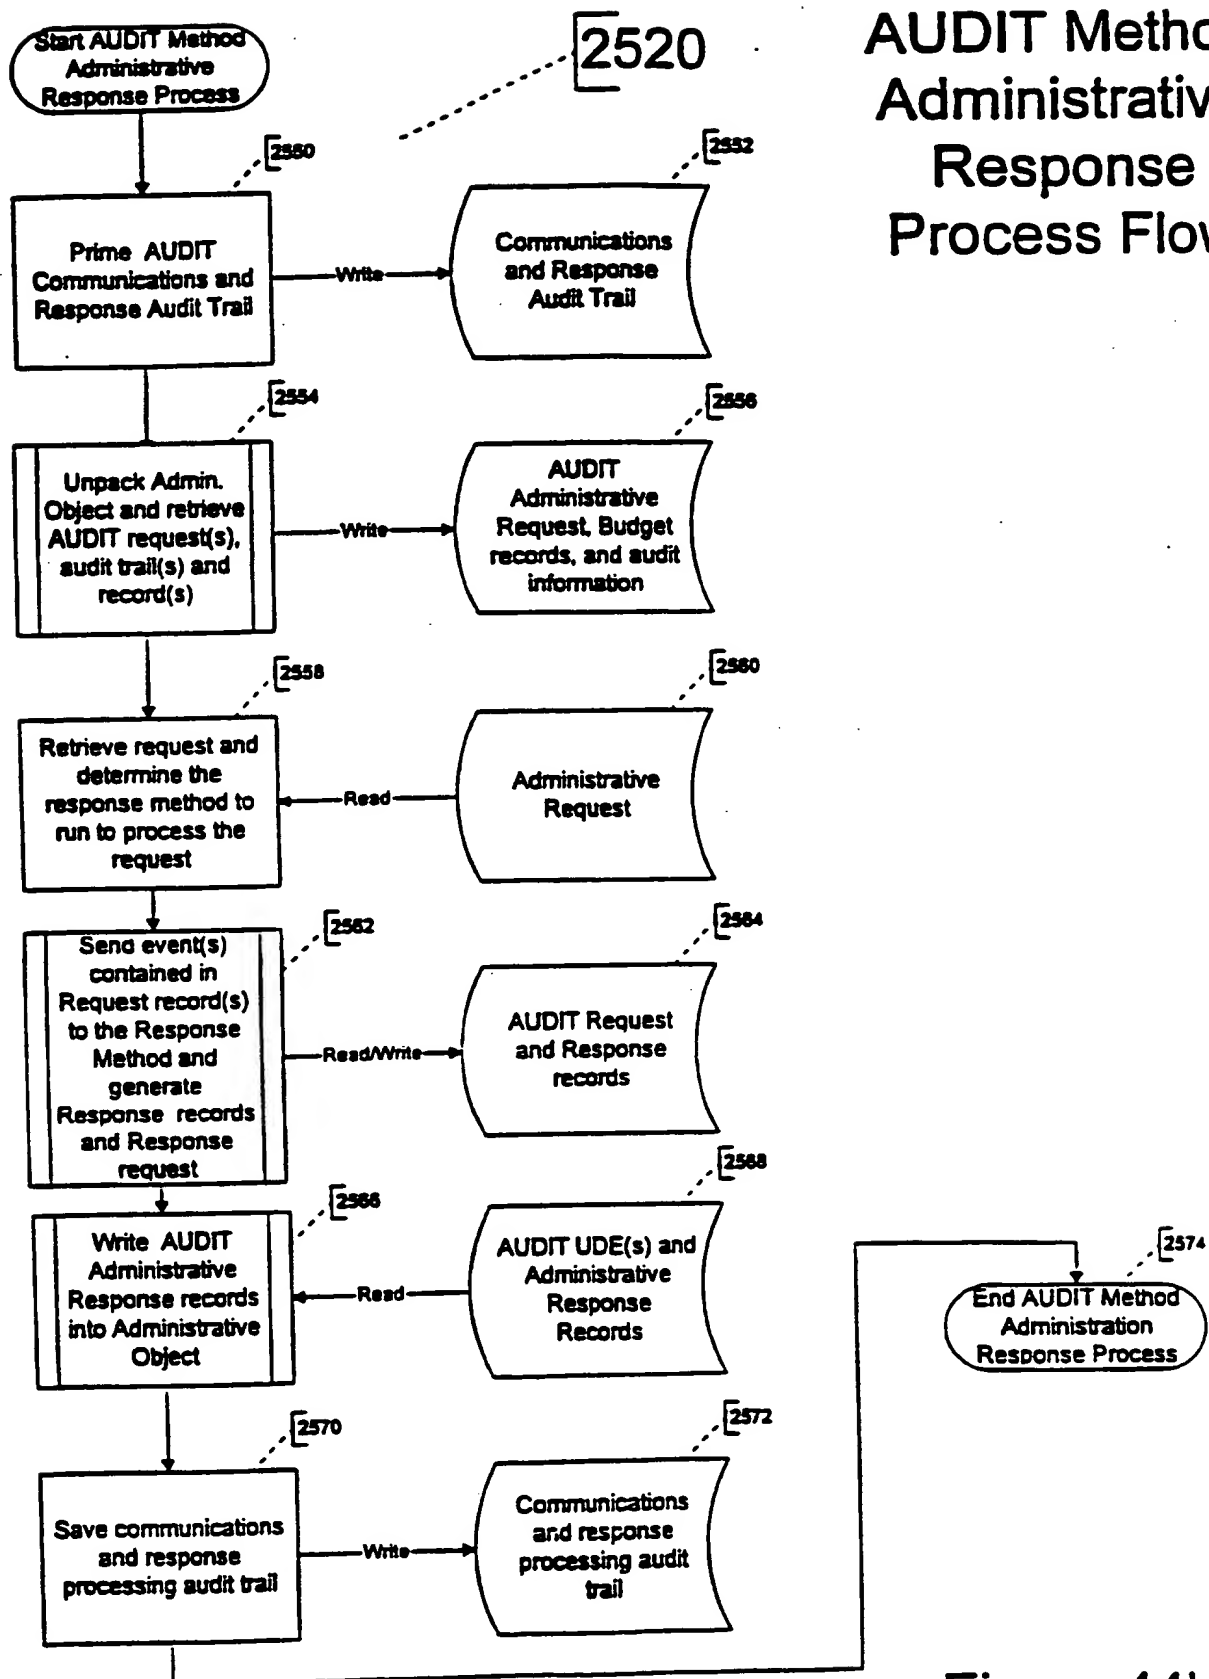 AUDIT Metho
Administrativ
Response
Process Flow
2520
Start AUDIT Method
Administrative
Response Process
2550
Prime AUDIT
Communications and
Response Audit Trail
Write
2552
Communications
and Response
Audit Trail
2554
Unpack Admin.
Object and retrieve
AUDIT request(s),
audit trail(s) and
record(s)
Write
2556
AUDIT
Administrative
Request, Budget
records, and audit
information
2558
Retrieve request and
determine the
response method to
run to process the
request
Read
2560
Administrative
Request
2562
Send event(s)
contained in
Request record(s)
to the Response
Method and
generate
Response records
and Response
request
Read/Write
2564
AUDIT Request
and Response
records
2566
Write AUDIT
Administrative
Response records
into Administrative
Object
Read
2568
AUDIT UDE(s) and
Administrative
Response
Records
2570
Save communications
and response
processing audit trail
Write
2572
Communications
and response
processing audit
trail
2574
End AUDIT Method
Administration
Response Process